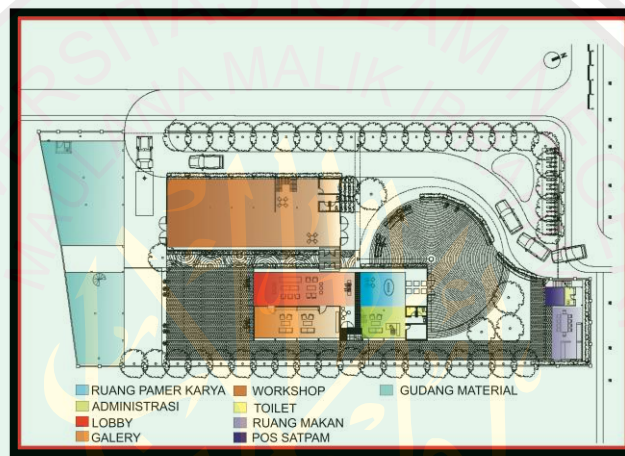 RUANG PAMER KARYA
ADMINISTRASI
LOBBY
GALERY
WORKSHOP
TOILET
RUANG MAKAN
POS SATPAM
GUDANG MATERIAL